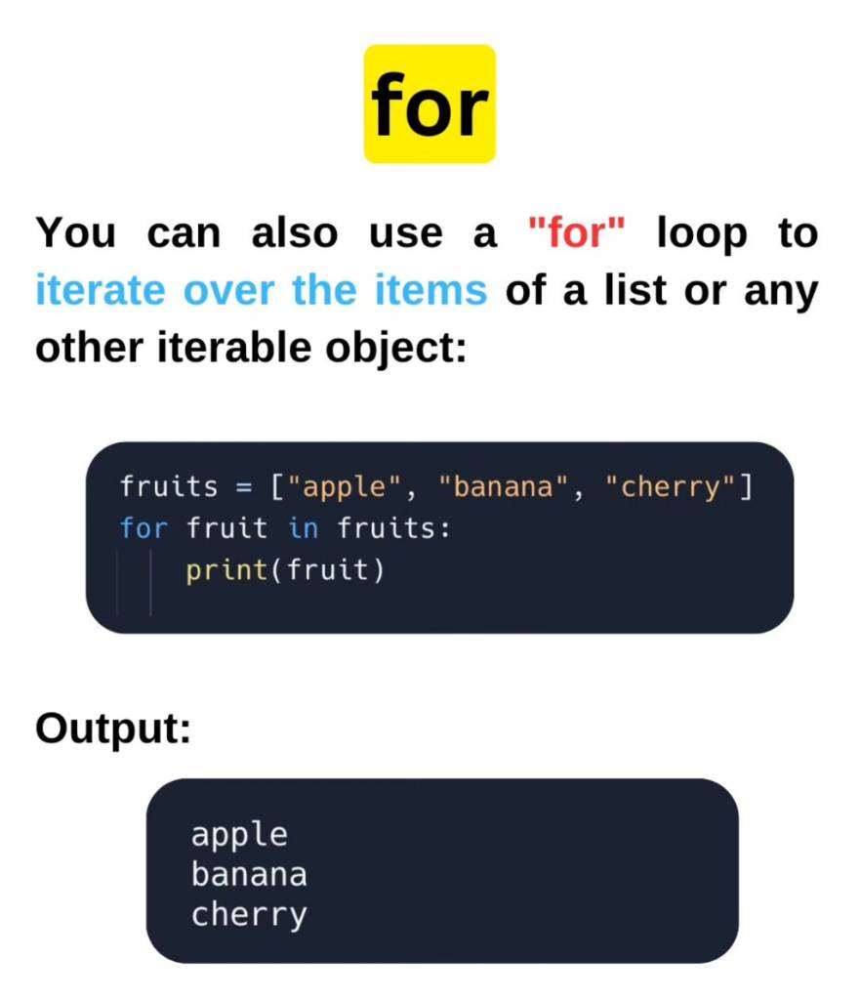 for
You can also use a "for" loop to
iterate over the items of a list or any
other iterable object:
fruits = ["apple", "banana", "cherry"]
for fruit in fruits:
    print(fruit)
Output:
apple
banana
cherry